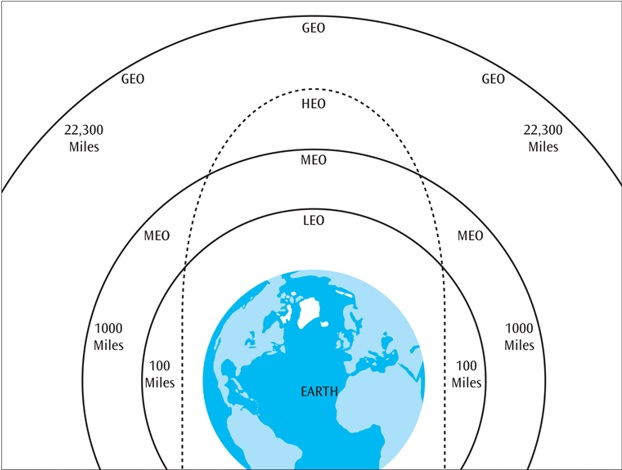 GEO
GEO
GEO
HEO
22,300
Miles
22,300
Miles
MEO
LEO
MEO
MEO
1000
Miles
1000
Miles
100
Miles
100
Miles
EARTH